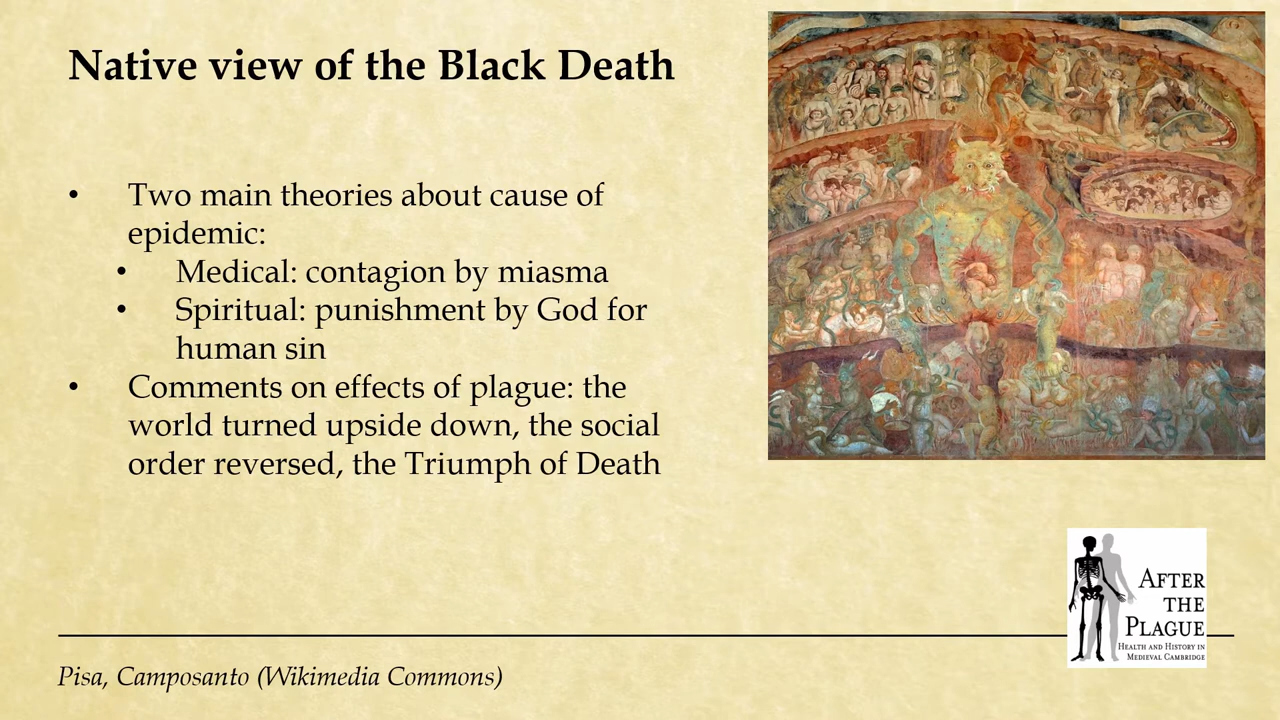 Native view of the Black Death
• Two main theories about cause of
epidemic:
• Medical: contagion by miasma
• Spiritual: punishment by God for
human sin
• Comments on effects of plague: the
world turned upside down, the social
order reversed, the Triumph of Death
AFTER
THE
PLAGUE
HEALTH AND HISTORY IN
MEDIEVAL CAMBRIDGE
Pisa, Camposanto (Wikimedia Commons)